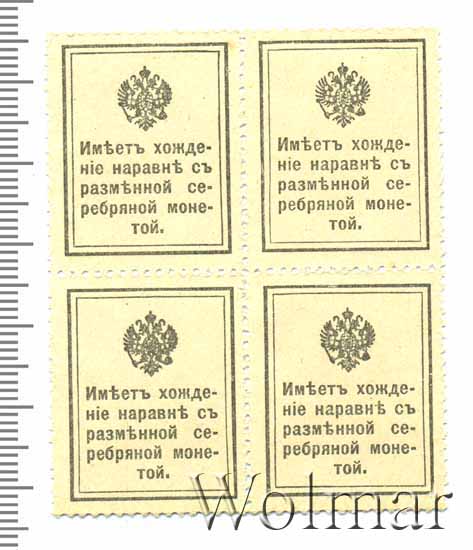 Имѣетъ хожде-
ніе наравнѣ съ
размѣнной се-
ребряной моне-
той.
Имѣетъ хожде-
ніе наравнѣ съ
размѣнной се-
ребряной моне-
той.
Имѣетъ хожде-
ніе наравнѣ съ
размѣнной се-
ребряной моне-
той.
Имѣетъ хожде-
ніе наравнѣ съ
размѣнной се-
ребряной моне-
той.
Wolmar